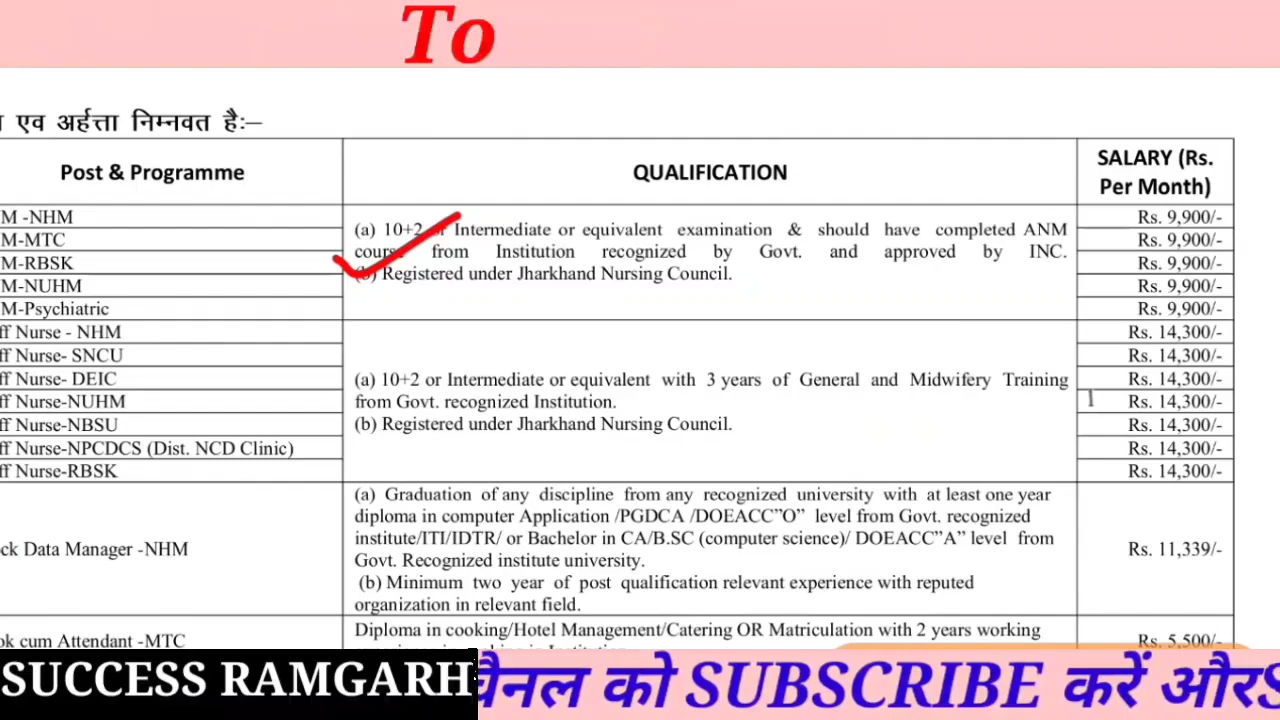 To
एव अर्हत्ता निम्नवत है:–
Post & Programme
QUALIFICATION
SALARY (Rs. Per Month)
M -NHM
M-MTC
M-RBSK
M-NUHM
M-Psychiatric
(a) 10+2 or Intermediate or equivalent examination & should have completed ANM
course from Institution recognized by Govt. and approved by INC.
(b) Registered under Jharkhand Nursing Council.
Rs. 9,900/-
Rs. 9,900/-
Rs. 9,900/-
Rs. 9,900/-
Rs. 9,900/-
ff Nurse - NHM
ff Nurse- SNCU
ff Nurse- DEIC
ff Nurse-NUHM
ff Nurse-NBSU
ff Nurse-NPCDCS (Dist. NCD Clinic)
ff Nurse-RBSK
(a) 10+2 or Intermediate or equivalent with 3 years of General and Midwifery Training
from Govt. recognized Institution.
(b) Registered under Jharkhand Nursing Council.
Rs. 14,300/-
Rs. 14,300/-
Rs. 14,300/-
Rs. 14,300/-
Rs. 14,300/-
Rs. 14,300/-
Rs. 14,300/-
ck Data Manager -NHM
(a) Graduation of any discipline from any recognized university with at least one year
diploma in computer Application /PGDCA /DOEACC”O” level from Govt. recognized
institute/ITI/IDTR/ or Bachelor in CA/B.SC (computer science)/ DOEACC”A” level from
Govt. Recognized institute university.
(b) Minimum two year of post qualification relevant experience with reputed
organization in relevant field.
Rs. 11,339/-
ok cum Attendant -MTC
Diploma in cooking/Hotel Management/Catering OR Matriculation with 2 years working
Rs. 5,500/-
SUCCESS RAMGARH
चैनल को SUBSCRIBE करें औरS